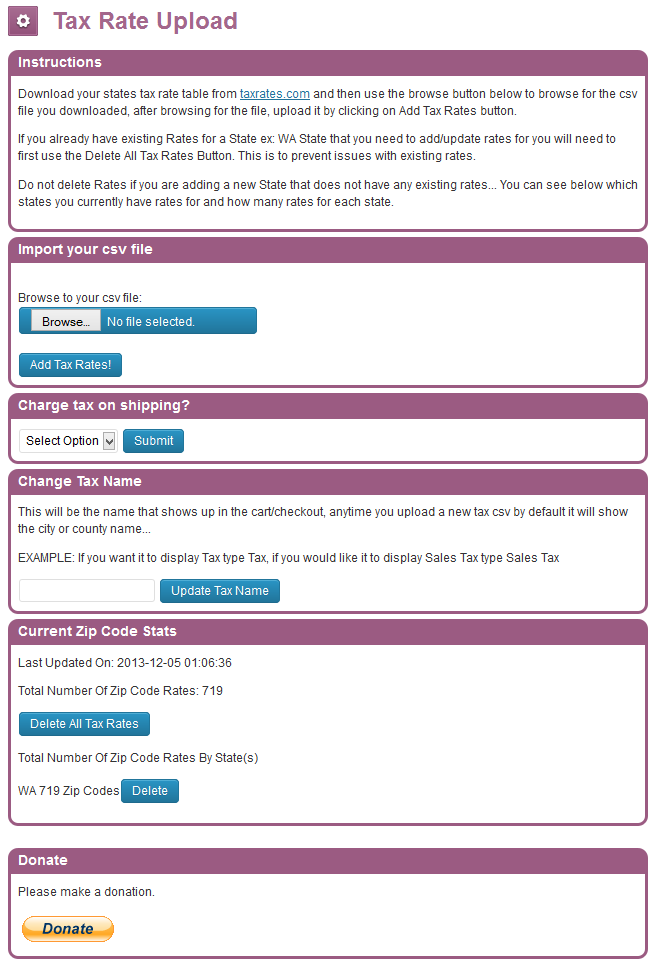 Tax Rate Upload
Instructions
Download your states tax rate table from taxrates.com and then use the browse button below to browse for the csv
file you downloaded, after browsing for the file, upload it by clicking on Add Tax Rates button.
If you already have existing Rates for a State ex: WA State that you need to add/update rates for you will need to
first use the Delete All Tax Rates Button. This is to prevent issues with existing rates.
Do not delete Rates if you are adding a new State that does not have any existing rates... You can see below which
states you currently have rates for and how many rates for each state.
Import your csv file
Browse to your csv file:
Browse... No file selected.
Add Tax Rates!
Charge tax on shipping?
Select Option Submit
Change Tax Name
This will be the name that shows up in the cart/checkout, anytime you upload a new tax csv by default it will show
the city or county name...
EXAMPLE: If you want it to display Tax type Tax, if you would like it to display Sales Tax type Sales Tax
Update Tax Name
Current Zip Code Stats
Last Updated On: 2013-12-05 01:06:36
Total Number Of Zip Code Rates: 719
Delete All Tax Rates
Total Number Of Zip Code Rates By State(s)
WA 719 Zip Codes Delete
Donate
Please make a donation.
Donate